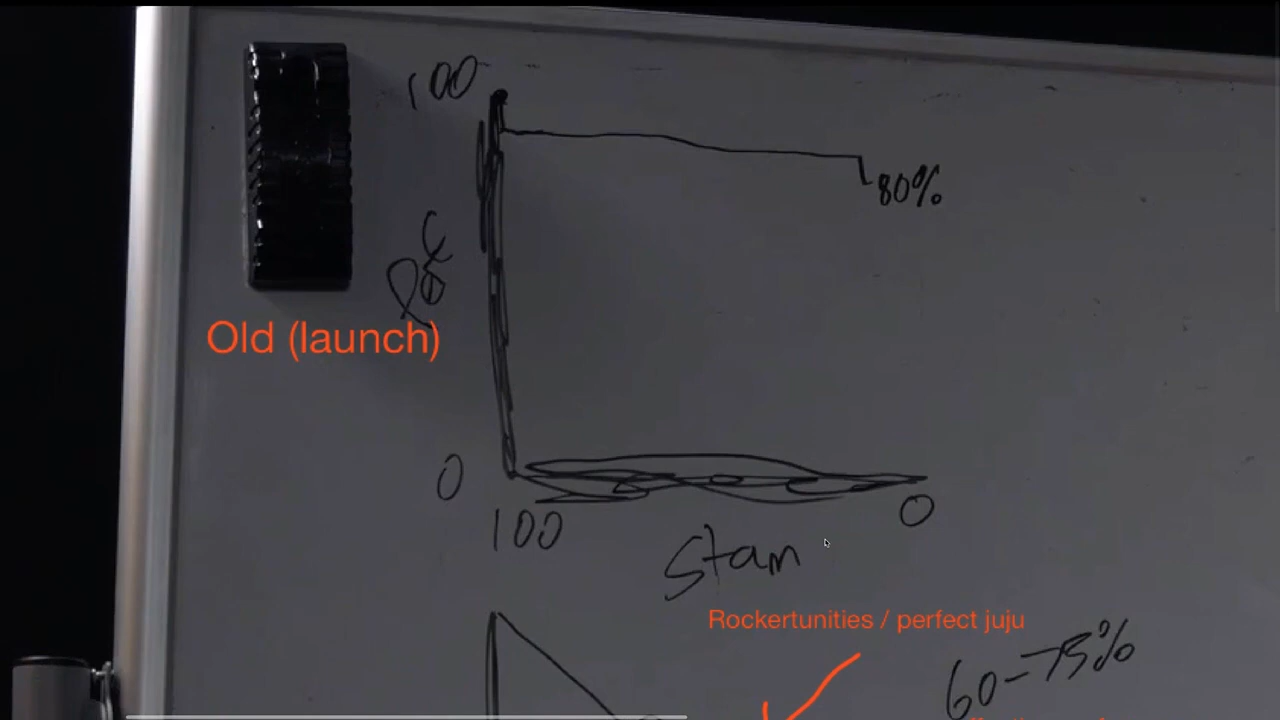 100
80%
Old (launch)
0
100
0
Stam
Rockertunities / perfect juju
60-75%